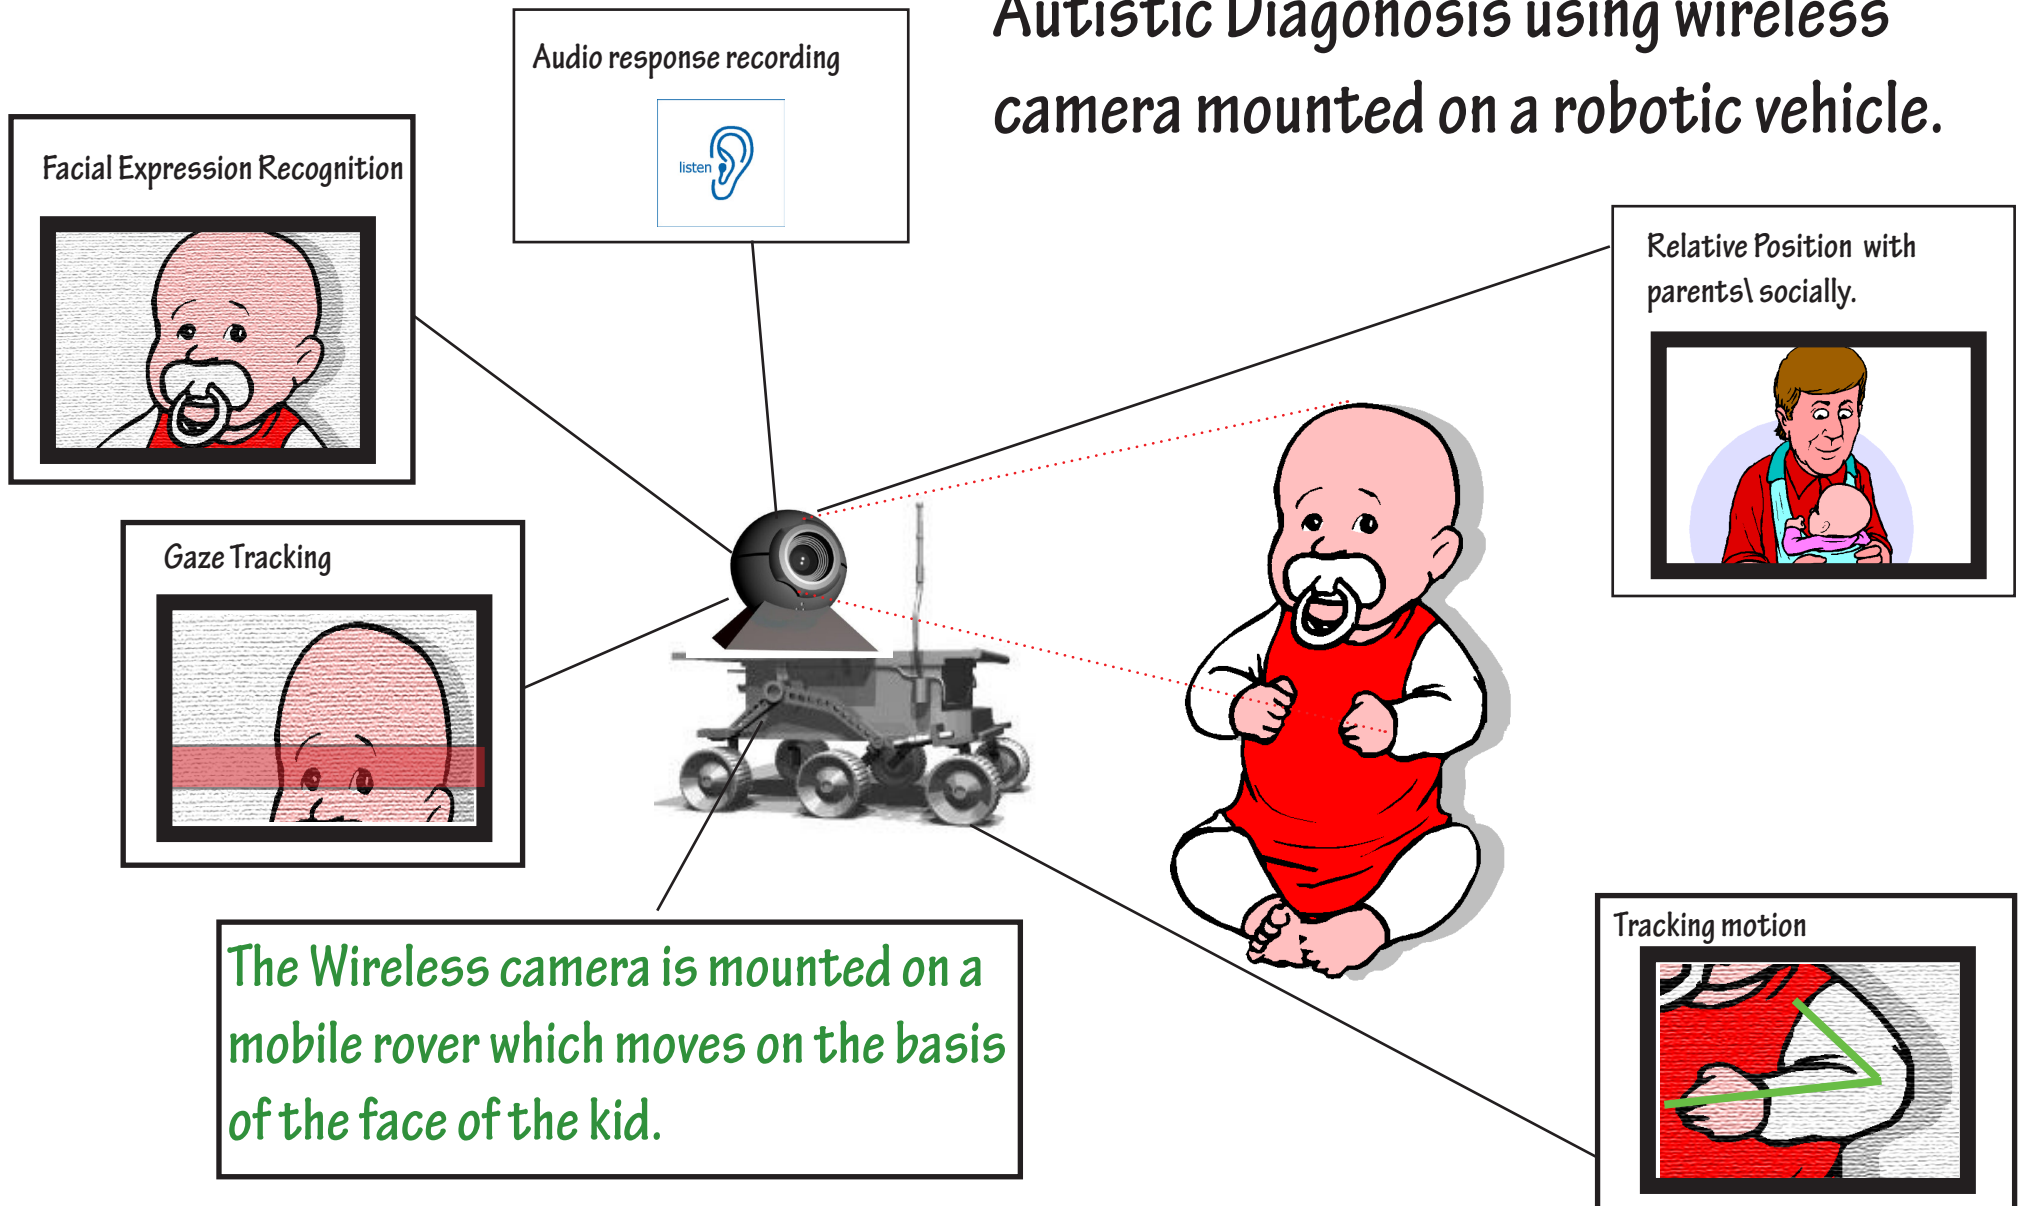 Autistic Diagonosis using wireless
camera mounted on a robotic vehicle.
Audio response recording
listen
Facial Expression Recognition
Relative Position with
parents\ socially.
Gaze Tracking
The Wireless camera is mounted on a
mobile rover which moves on the basis
of the face of the kid.
Tracking motion